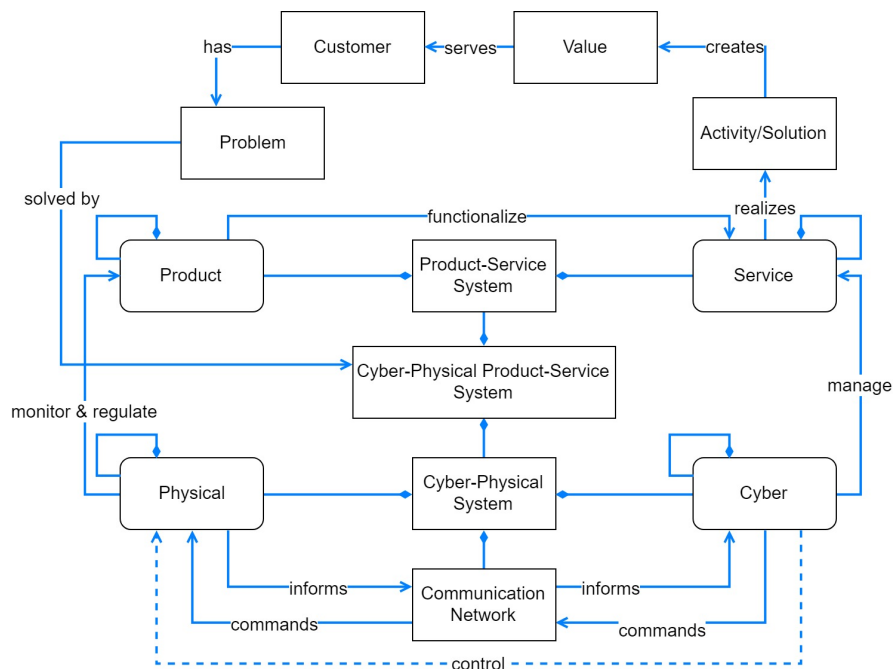 has
Customer
serves
Value
creates
Problem
Activity/Solution
solved by
functionalize
realizes
Product
Product-Service
System
Service
Cyber-Physical Product-Service
System
manage
monitor & regulate
Physical
Cyber-Physical
System
Cyber
informs
Communication
Network
informs
commands
commands
control